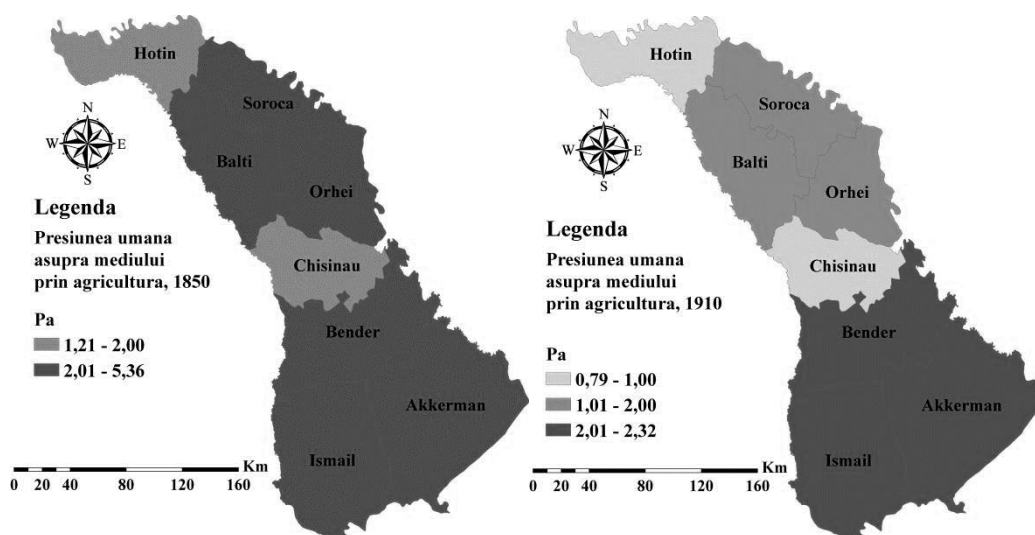 Hotin
Soroca
N
W E
S
Balti
Orhei
Legenda
Presiunea umana
asupra mediului
prin agricultura, 1850
Chisinau
Pa
Bender
1,21 - 2,00
2,01 - 5,36
Akkerman
Ismail
Km
0 20 40 80 120 160
Hotin
Soroca
N
W E
S
Balti
Orhei
Legenda
Presiunea umana
asupra mediului
prin agricultura, 1910
Chisinau
Bender
Pa
0,79 - 1,00
1,01 - 2,00
2,01 - 2,32
Akkerman
Ismail
Km
0 20 40 80 120 160